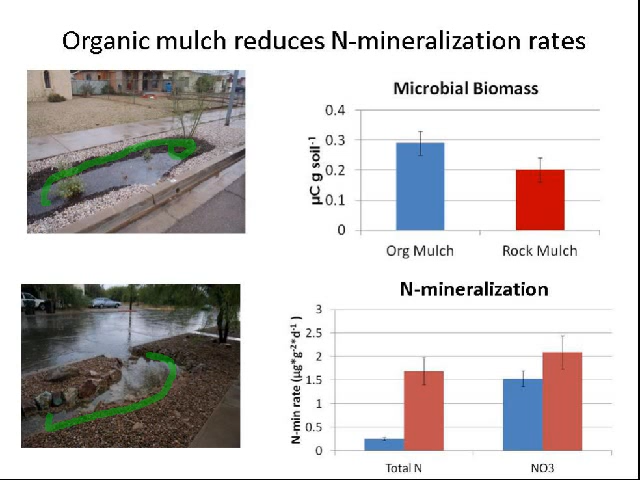 Organic mulch reduces N-mineralization rates
Microbial Biomass
0.4
0.3
0.2
0.1
0
µC g soil-1
Org Mulch
Rock Mulch
N-mineralization
3
2.5
2
1.5
1
0.5
0
N-min rate (µg*g-2*d-1 )
Total N
NO3